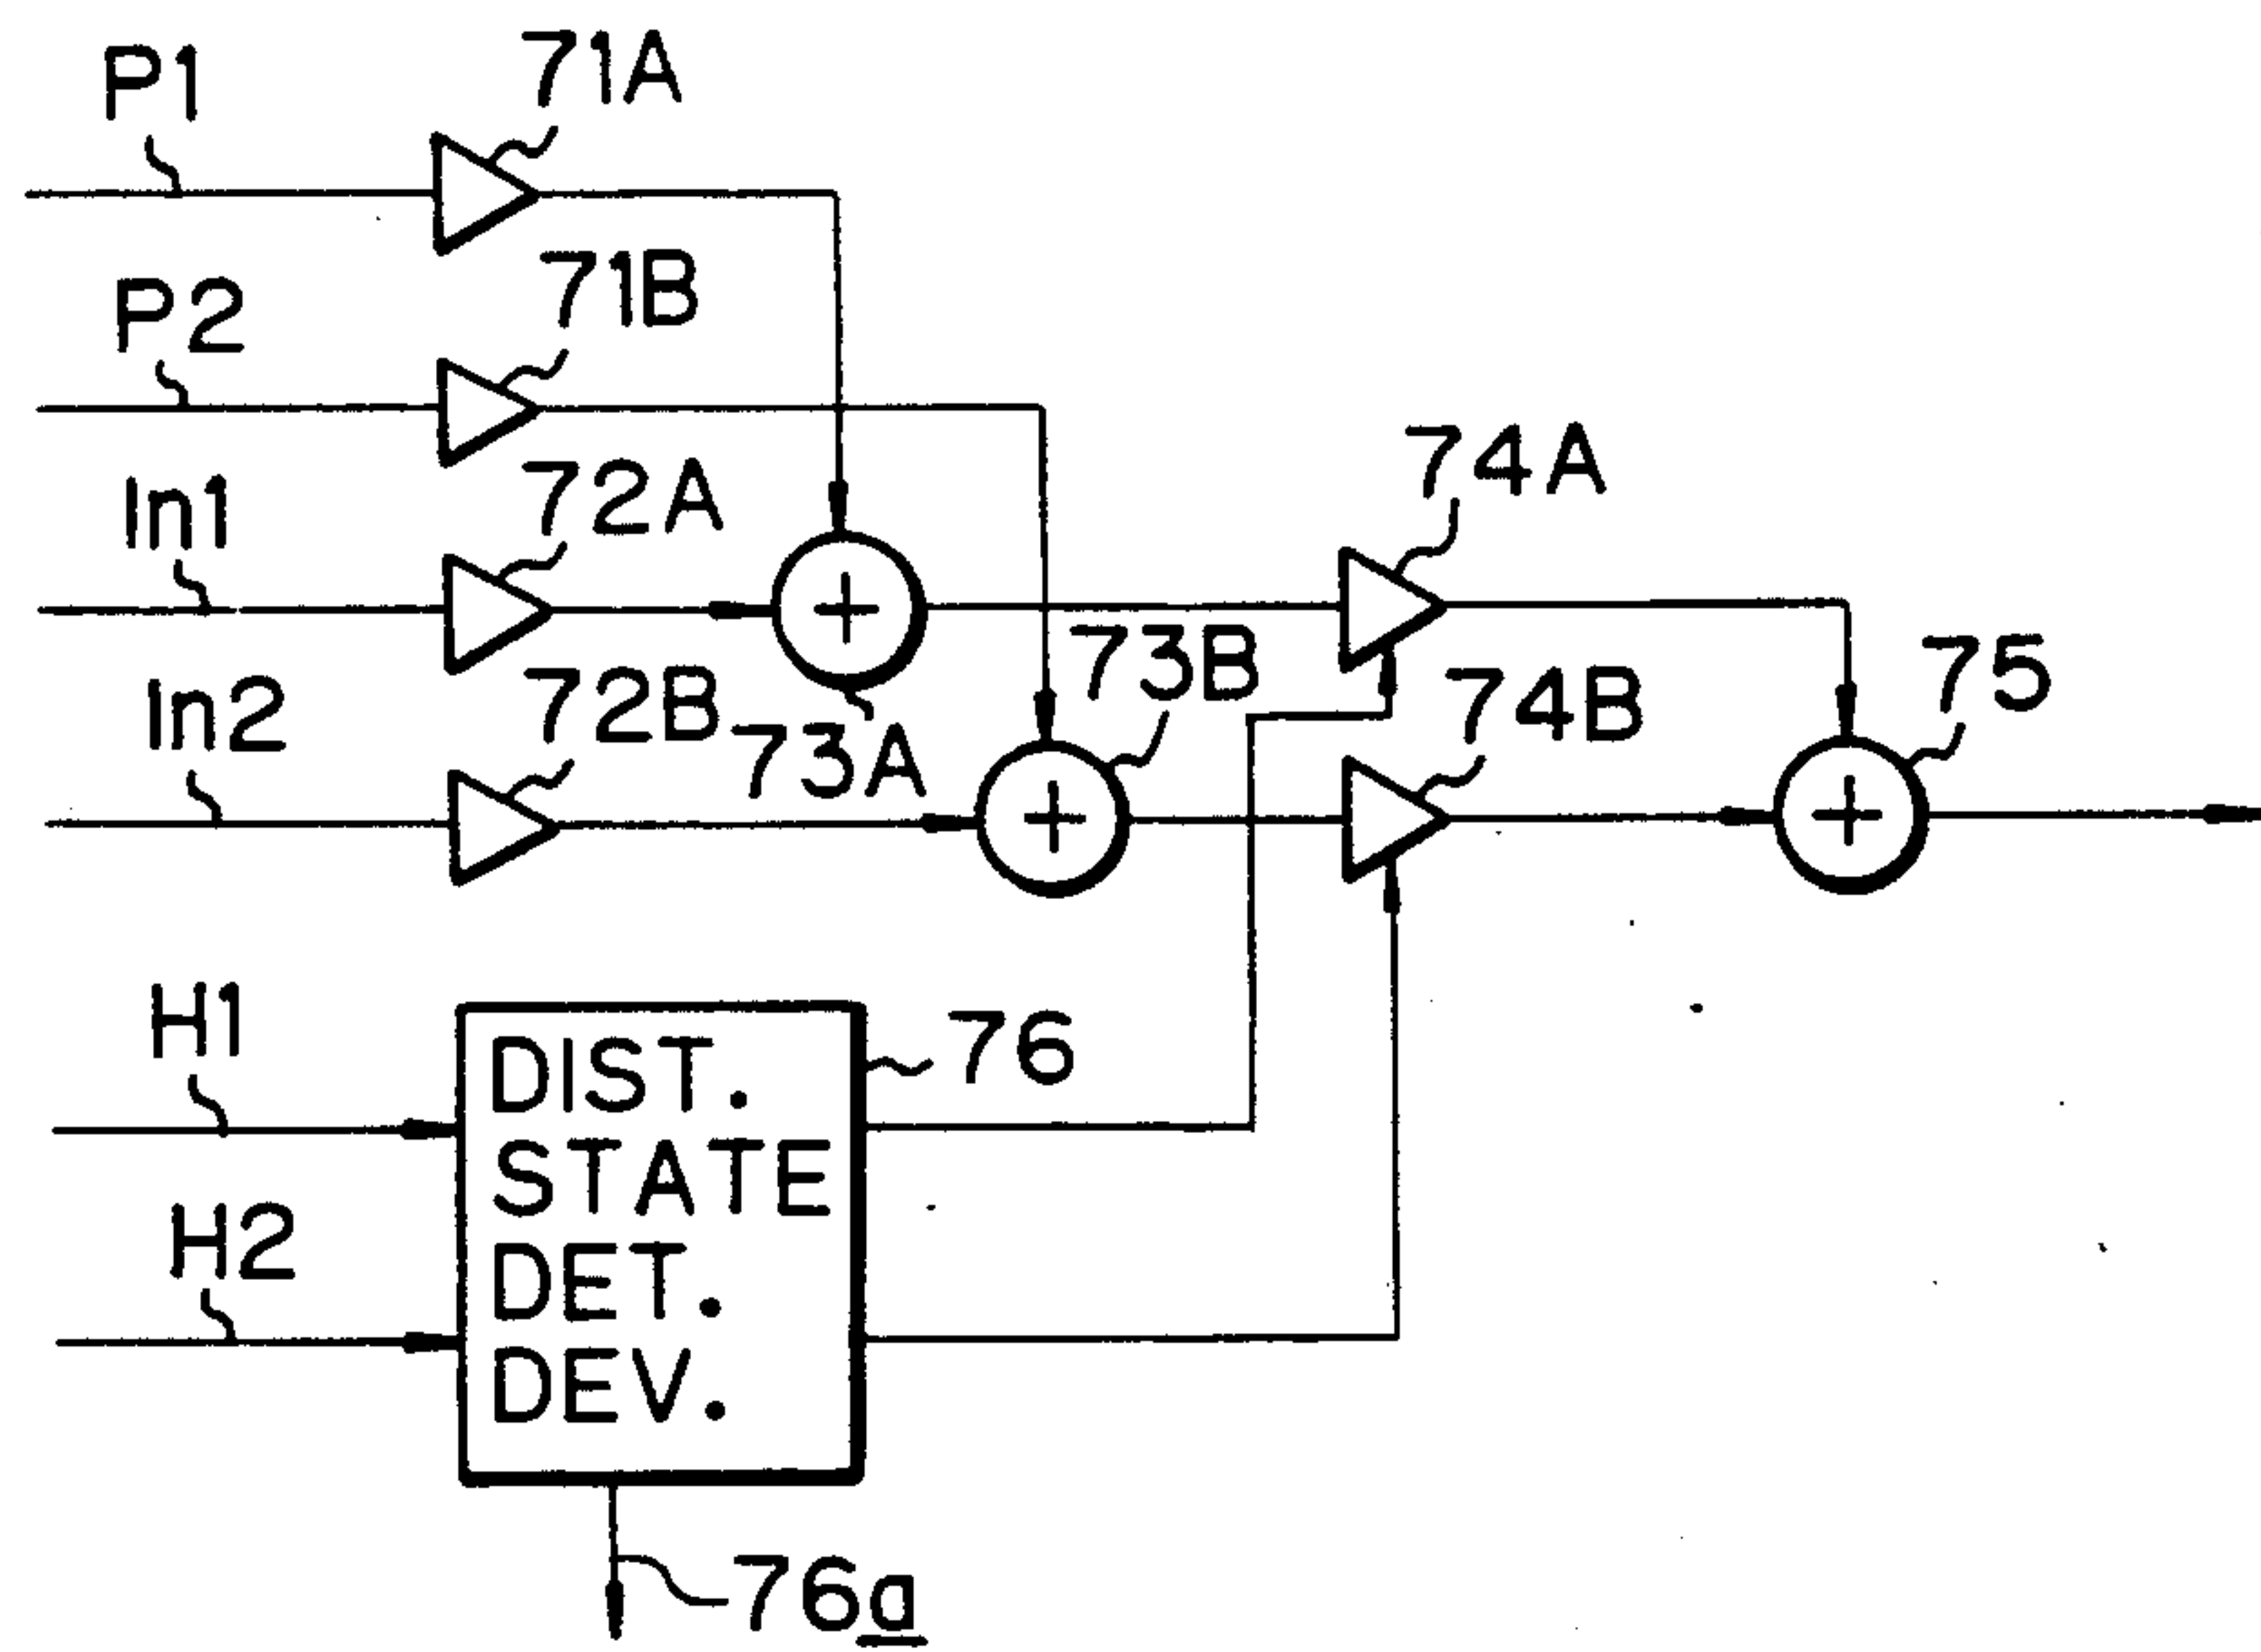 P1
71A
P2
71B
In1
72A
74A
In2
72B
73A
73B
74B
75
H1
H2
DIST.
STATE
DET.
DEV.
76
76a